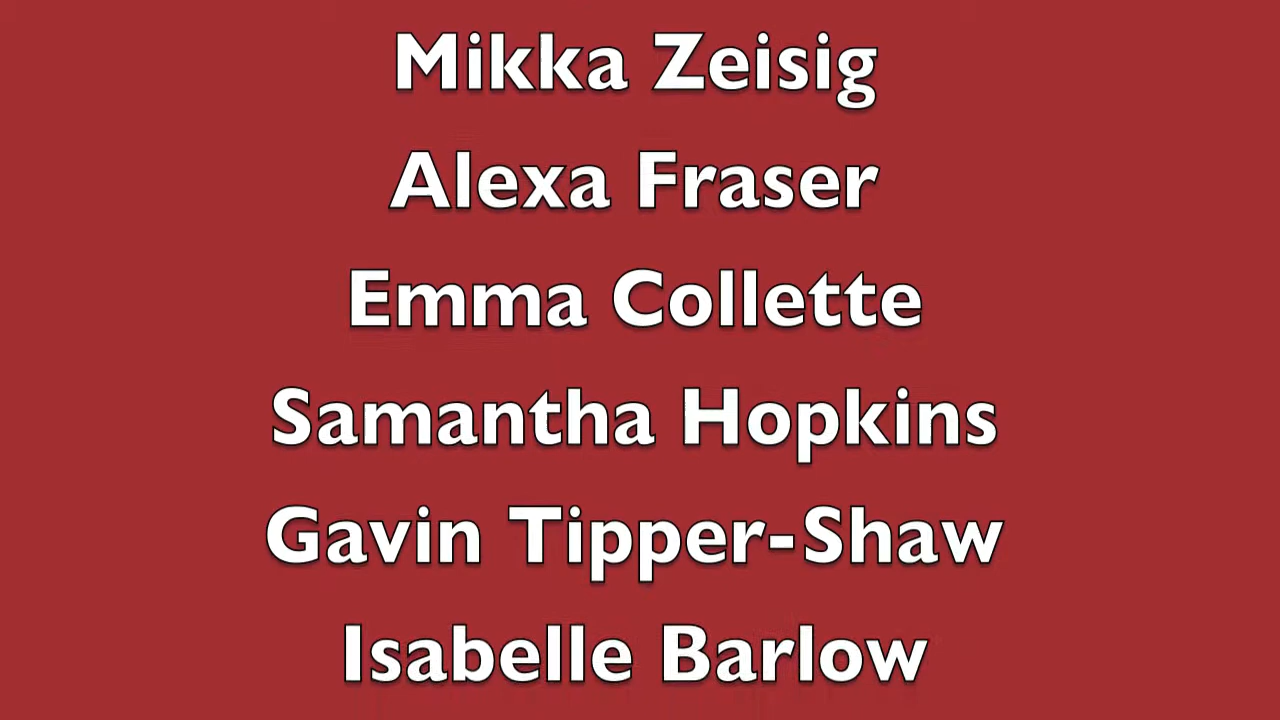 Mikka Zeisig
Alexa Fraser
Emma Collette
Samantha Hopkins
Gavin Tipper-Shaw
Isabelle Barlow